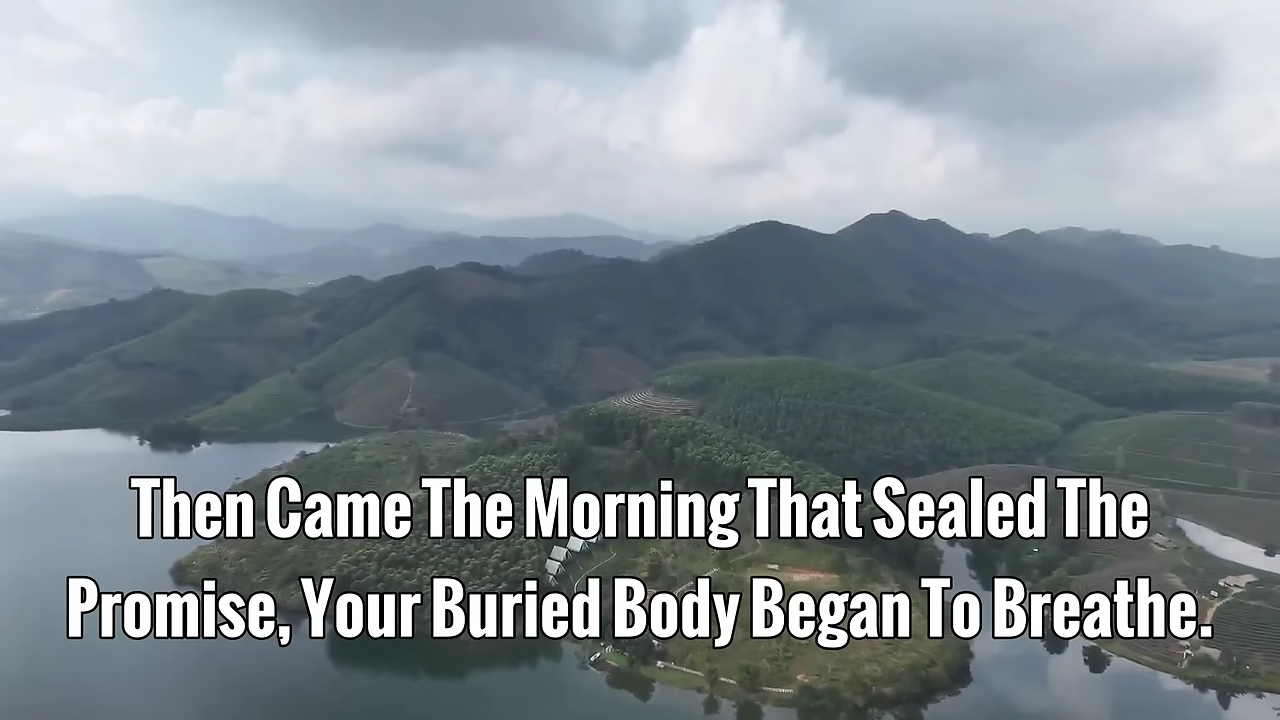 Then Came The Morning That Sealed The
Promise, Your Buried Body Began To Breathe.